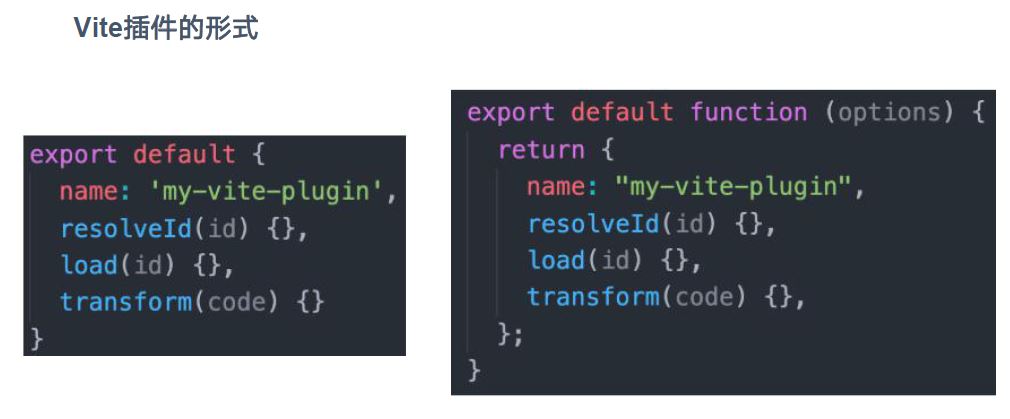 Vite插件的形式
export default {
name: 'my-vite-plugin',
resolveId(id) {},
load(id) {},
transform(code) {}
}
export default function (options) {
return {
name: "my-vite-plugin",
resolveId(id) {},
load(id) {},
transform(code) {},
};
}